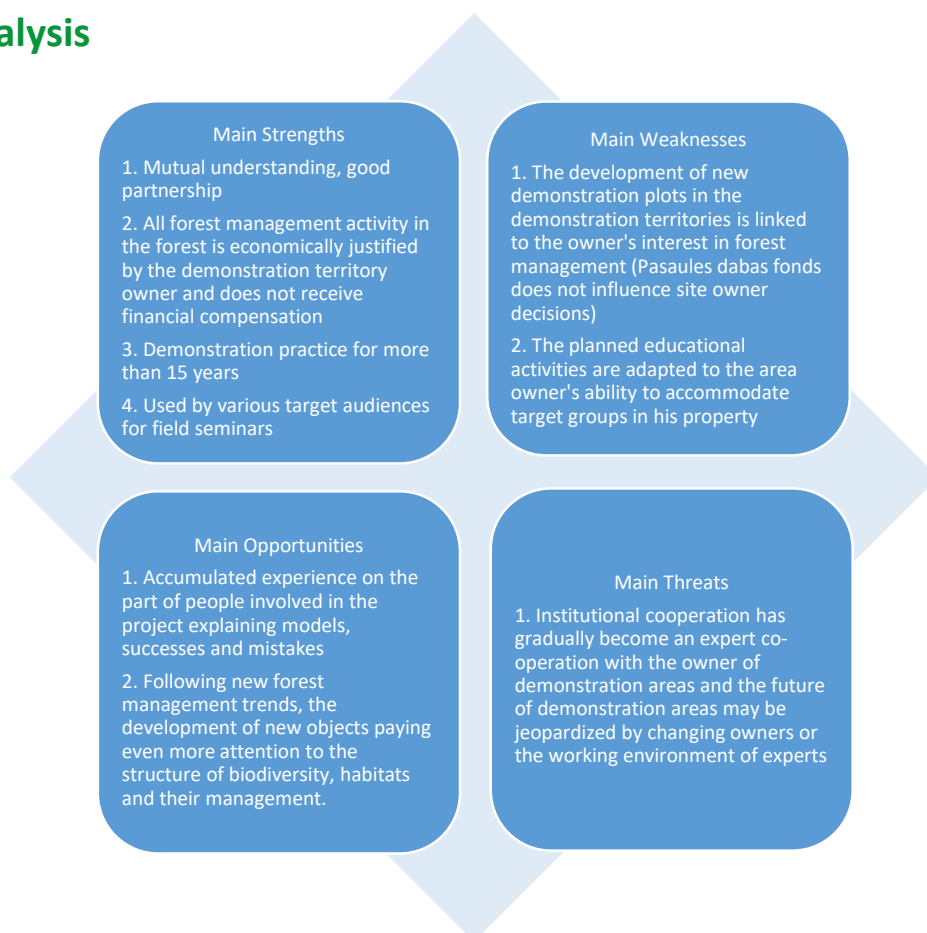 alysis
Main Strengths
1. Mutual understanding, good
partnership
2. All forest management activity in
the forest is economically justified
by the demonstration territory
owner and does not receive
financial compensation
3. Demonstration practice for more
than 15 years
4. Used by various target audiences
for field seminars
Main Weaknesses
1. The development of new
demonstration plots in the
demonstration territories is linked
to the owner's interest in forest
management (Pasaules dabas fonds
does not influence site owner
decisions)
2. The planned educational
activities are adapted to the area
owner's ability to accommodate
target groups in his property
Main Opportunities
1. Accumulated experience on the
part of people involved in the
project explaining models,
successes and mistakes
2. Following new forest
management trends, the
development of new objects paying
even more attention to the
structure of biodiversity, habitats
and their management.
Main Threats
1. Institutional cooperation has
gradually become an expert co-
operation with the owner of
demonstration areas and the future
of demonstration areas may be
jeopardized by changing owners or
the working environment of experts